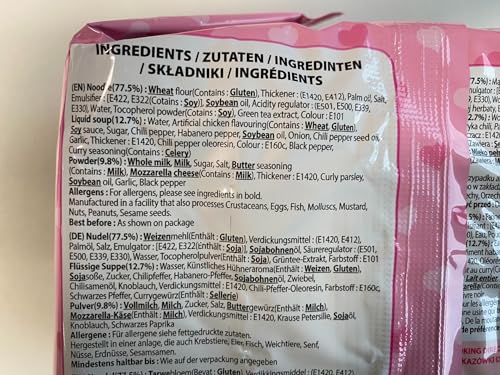 INGREDIENTS / ZUTATEN / INGREDINTEN
/ SKŁADNIKI / INGRÉDIENTS
(EN) Noodle(77.5%) : Wheat flour(Contains : Gluten), Thickener : (E1420, E412), Palm oil, Salt,
Emulsifier : [E422, E322(Contains : Soy)], Soybean oil, Acidity regulator : (E501, E500, E339,
E330), Water, Tocopherol powder(Contains : Soy), Green tea extract, Colour : E101
Liquid soup(12.7%) : Water, Artificial chicken flavouring(Contains : Wheat, Gluten),
Soy sauce, Sugar, Chili pepper, Habanero pepper, Soybean oil, Onion, Chili pepper seed oil,
Garlic, Thickener : E1420, Chili pepper oleoresin, Colour : E160c, Black pepper,
Curry seasoning(Contains : Celery)
Powder(9.8%) : Whole milk, Milk, Sugar, Salt, Butter seasoning
(Contains : Milk), Mozzarella cheese(Contains : Milk), Thickener : E1420, Curly parsley,
Soybean oil, Garlic, Black pepper
Allergens : For allergens, please see ingredients in bold.
Manufactured in a facility that also processes Crustaceans, Eggs, Fish, Molluscs, Mustard,
Nuts, Peanuts, Sesame seeds.
Best before : As shown on package
(DE) Nudel(77.5%) : Weizenmehl(Enthält : Gluten), Verdickungsmittel : (E1420, E412),
Palmöl, Salz, Emulgator : [E422, E322(Enthält : Soja)], Sojabohnenöl, Säureregulator : (E501,
E500, E339, E330), Wasser, Tocopherolpulver(Enthält : Soja), Grüntee-Extrakt, Farbstoff : E101
Flüssige Suppe(12.7%) : Wasser, Künstliches Hühneraroma(Enthält : Weizen, Gluten),
Sojasoße, Zucker, Chilipfeffer, Habanero-Pfeffer, Sojabohnenöl, Zwiebel,
Chilisamenöl, Knoblauch, Verdickungsmittel : E1420, Chili-Pfeffer-Oleoresin, Farbstoff : E160c,
Schwarzes Pfeffer, Currygewürz(Enthält : Sellerie)
Pulver(9.8%) : Vollmilch, Milch, Zucker, Salz, Buttergewürz(Enthält : Milch),
Mozzarella-Käse(Enthält : Milch), Verdickungsmittel : E1420, Krause Petersilie, Sojaöl,
Knoblauch, Schwarzes Paprika
Allergene : Für allergene siehe fettgedruckte zutaten.
Hergestellt in einer anlage, die auch Krebstiere, Eier, Fisch, Weichtiere, Senf,
Nüsse, Erdnüsse, Sesamsamen.
Mindestens haltbar bis : Wie auf der verpackung angegeben